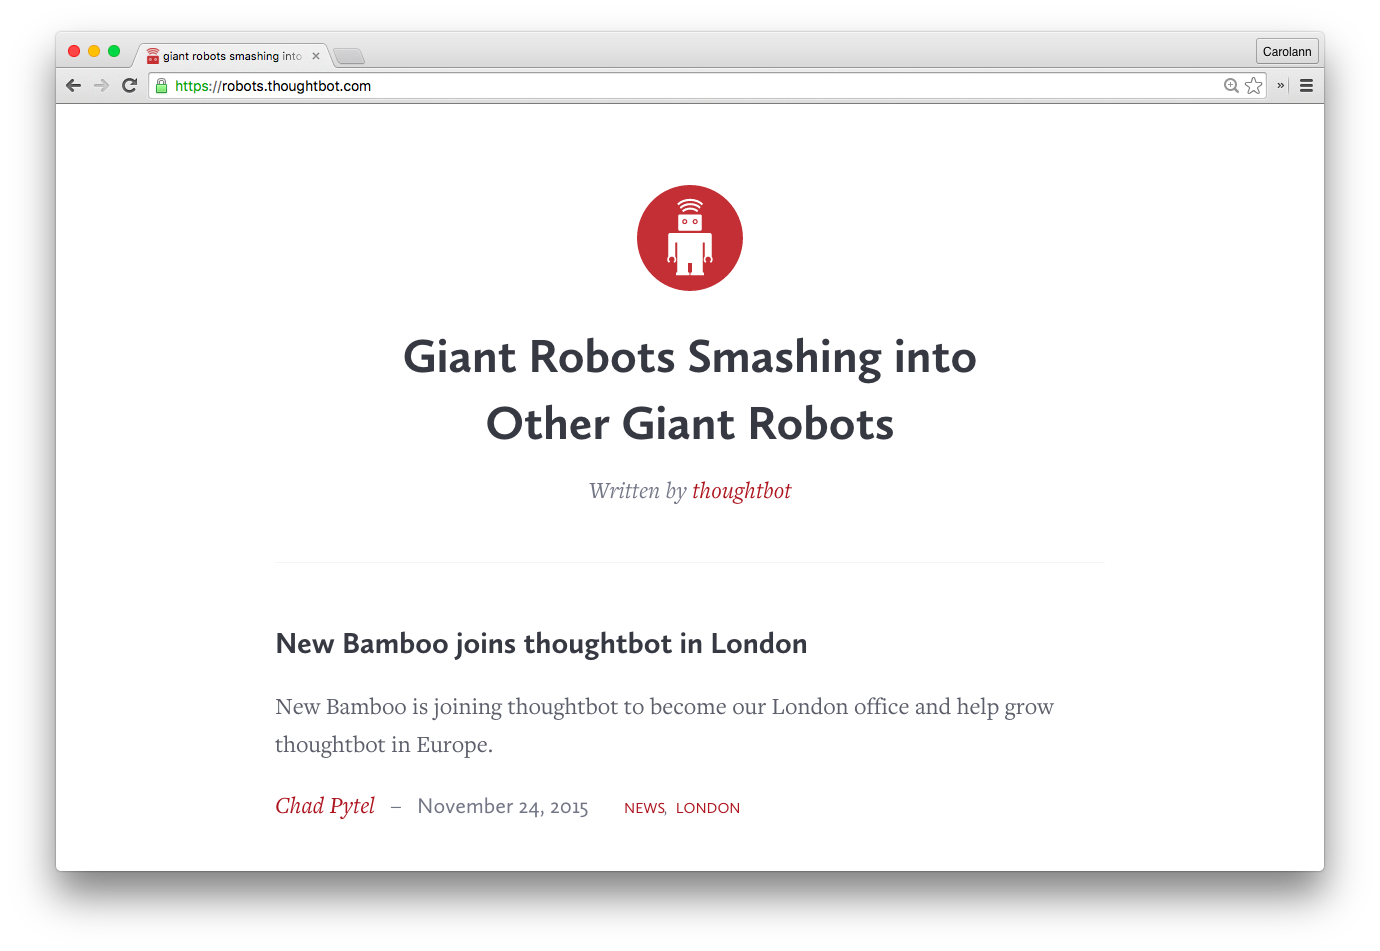 giant robots smashing into
Carolann
https://robots.thoughtbot.com
»
Giant Robots Smashing into
Other Giant Robots
Written by thoughtbot
New Bamboo joins thoughtbot in London
New Bamboo is joining thoughtbot to become our London office and help grow
thoughtbot in Europe.
Chad Pytel – November 24, 2015 NEWS, LONDON